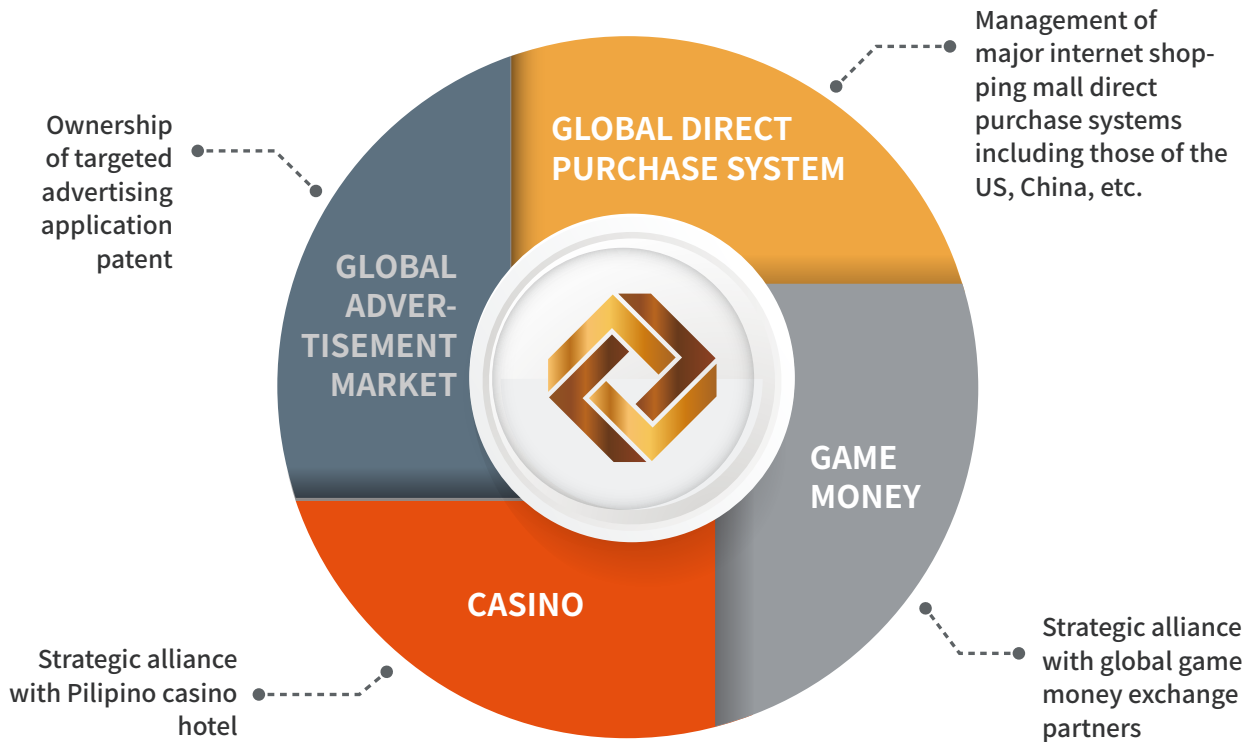 Management of
major internet shop-
ping mall direct
purchase systems
including those of the
US, China, etc.
Ownership
of targeted
advertising
application
patent
GLOBAL DIRECT
PURCHASE SYSTEM
GLOBAL
ADVER-
TISEMENT
MARKET
GAME
MONEY
CASINO
Strategic alliance
with Pilipino casino
hotel
Strategic alliance
with global game
money exchange
partners